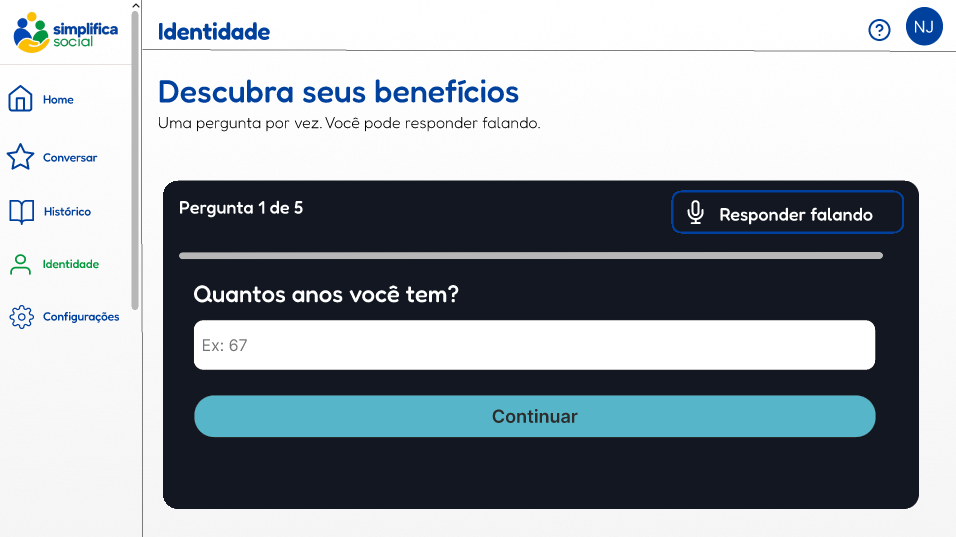 simplifica
social
Identidade
NJ
Home
Conversar
Histórico
Identidade
Configurações
Descubra seus benefícios
Uma pergunta por vez. Você pode responder falando.
Pergunta 1 de 5
Responder falando
Quantos anos você tem?
Ex: 67
Continuar